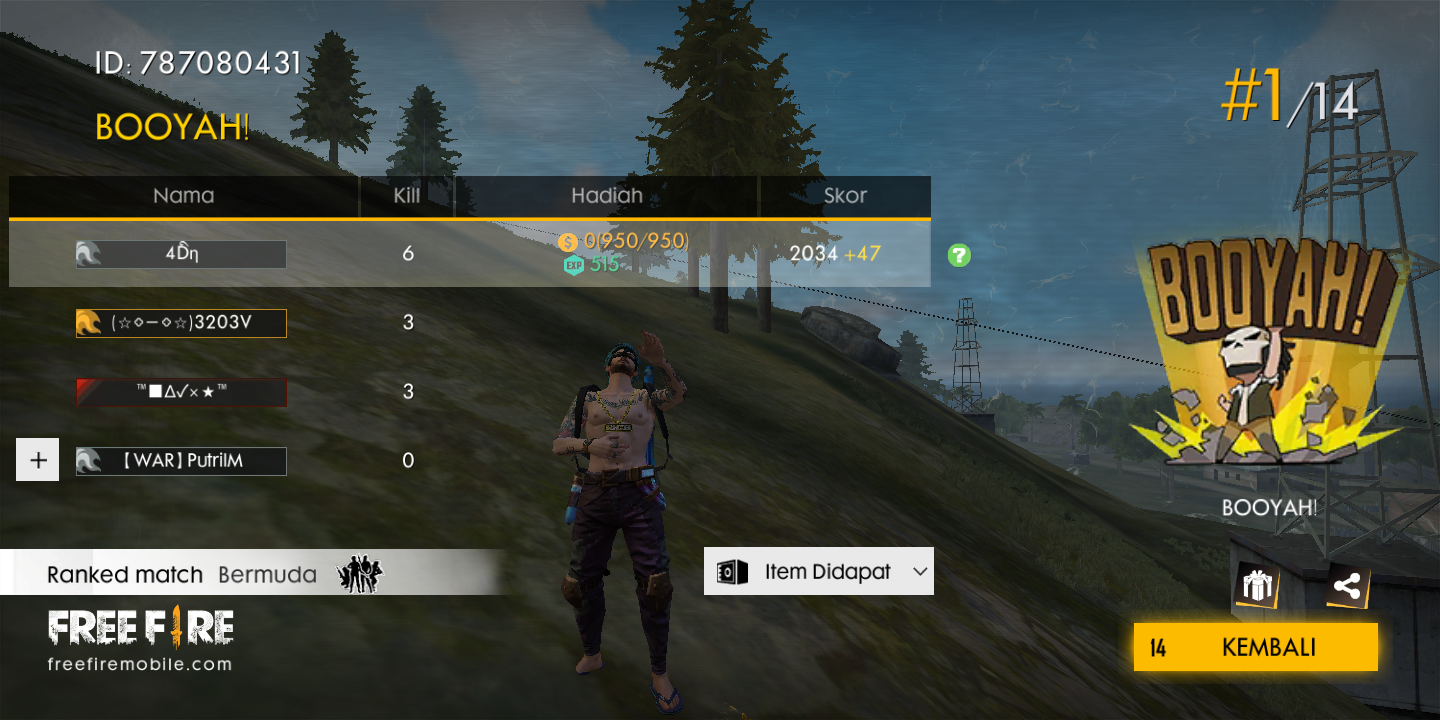 ID: 787080431
#1/14
BOOYAH!
Nama Kill Hadiah Skor
4D̂η 6 0(950/950) 2034 +47 ?
EXP 515
(☆◇—◇☆)3203V 3
™■∆✓×★™ 3
+ 【WAR】PutriIM 0
BOOYAH!
BOOYAH!
Ranked match Bermuda
Item Didapat
FREE FIRE
freefiremobile.com
14 KEMBALI